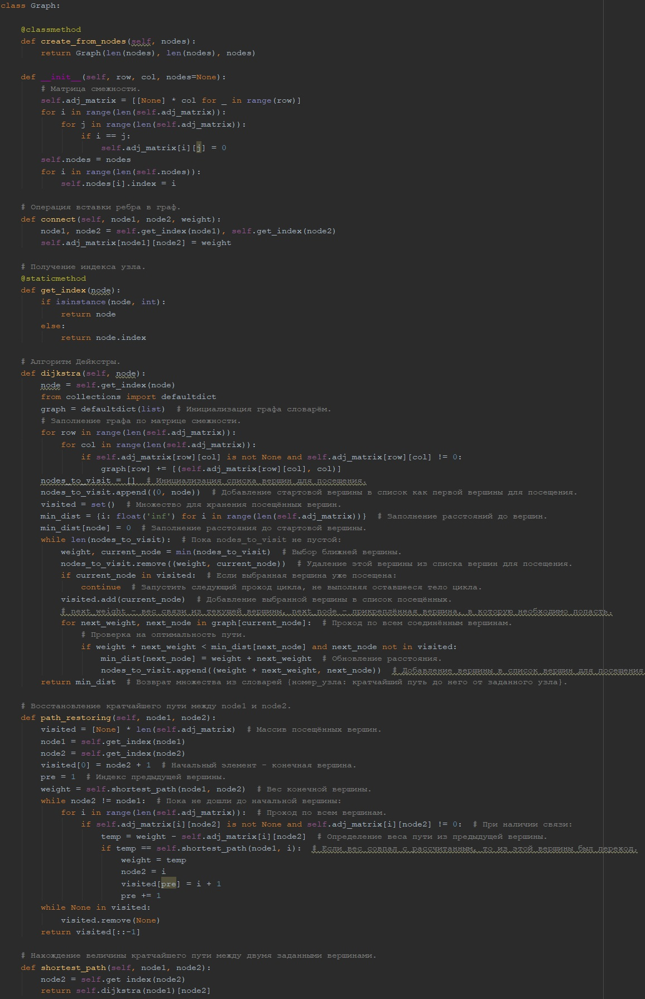 class Graph:
@classmethod
def create_from_nodes(self, nodes):
return Graph(len(nodes), len(nodes), nodes)
def __init__(self, row, col, nodes=None):
# Матрица смежности.
self.adj_matrix = [[None] * col for _ in range(row)]
for i in range(len(self.adj_matrix)):
for j in range(len(self.adj_matrix)):
if i == j:
self.adj_matrix[i][j] = 0
self.nodes = nodes
for i in range(len(self.nodes)):
self.nodes[i].index = i
# Операция вставки ребра в граф.
def connect(self, node1, node2, weight):
node1, node2 = self.get_index(node1), self.get_index(node2)
self.adj_matrix[node1][node2] = weight
# Получение индекса узла.
@staticmethod
def get_index(node):
if isinstance(node, int):
return node
else:
return node.index
# Алгоритм Дейкстры.
def dijkstra(self, node):
node = self.get_index(node)
from collections import defaultdict
graph = defaultdict(list)  # Инициализация графа словарём.
# Заполнение графа по матрице смежности.
for row in range(len(self.adj_matrix)):
for col in range(len(self.adj_matrix)):
if self.adj_matrix[row][col] is not None and self.adj_matrix[row][col] != 0:
graph[row] += [(self.adj_matrix[row][col], col)]
nodes_to_visit = []  # Инициализация списка вершин для посещения.
nodes_to_visit.append((0, node))  # Добавление стартовой вершины в список как первой вершины для посещения.
visited = set()  # Множество для хранения посещённых вершин.
min_dist = {i: float('inf') for i in range(len(self.adj_matrix))}  # Заполнение расстояний до вершин.
min_dist[node] = 0  # Заполнение расстояния до стартовой вершины.
while len(nodes_to_visit):  # Пока nodes_to_visit не пустой:
weight, current_node = min(nodes_to_visit)  # Выбор ближней вершины.
nodes_to_visit.remove((weight, current_node))  # Удаление этой вершины из списка вершин для посещения.
if current_node in visited:  # Если выбранная вершина уже посещена:
continue  # Запустить следующий проход цикла, не выполняя оставшееся тело цикла.
visited.add(current_node)  # Добавление выбранной вершины в список посещённых.
# next_weight - вес связи из текущей вершины, next_node - прикреплённая вершина, в которую необходимо попасть.
for next_weight, next_node in graph[current_node]:  # Проход по всем соединённым вершинам.
# Проверка на оптимальность пути.
if weight + next_weight < min_dist[next_node] and next_node not in visited:
min_dist[next_node] = weight + next_weight  # Обновление расстояния.
nodes_to_visit.append((weight + next_weight, next_node))  # Добавление вершины в список вершин для посещения
return min_dist  # Возврат множества из словарей {номер_узла: кратчайший путь до него от заданного узла}.
# Восстановление кратчайшего пути между node1 и node2.
def path_restoring(self, node1, node2):
visited = [None] * len(self.adj_matrix)  # Массив посещённых вершин.
node1 = self.get_index(node1)
node2 = self.get_index(node2)
visited[0] = node2 + 1  # Начальный элемент - конечная вершина.
pre = 1  # Индекс предыдущей вершины.
weight = self.shortest_path(node1, node2)  # Вес конечной вершины.
while node2 != node1:  # Пока не дошли до начальной вершины:
for i in range(len(self.adj_matrix)):  # Проход по всем вершинам.
if self.adj_matrix[i][node2] is not None and self.adj_matrix[i][node2] != 0:  # При наличии связи:
temp = weight - self.adj_matrix[i][node2]  # Определение веса пути из предыдущей вершины.
if temp == self.shortest_path(node1, i):  # Если вес совпал с рассчитанным, то из этой вершины был переход.
weight = temp
node2 = i
visited[pre] = i + 1
pre += 1
while None in visited:
visited.remove(None)
return visited[::-1]
# Нахождение величины кратчайшего пути между двумя заданными вершинами.
def shortest_path(self, node1, node2):
node2 = self.get_index(node2)
return self.dijkstra(node1)[node2]